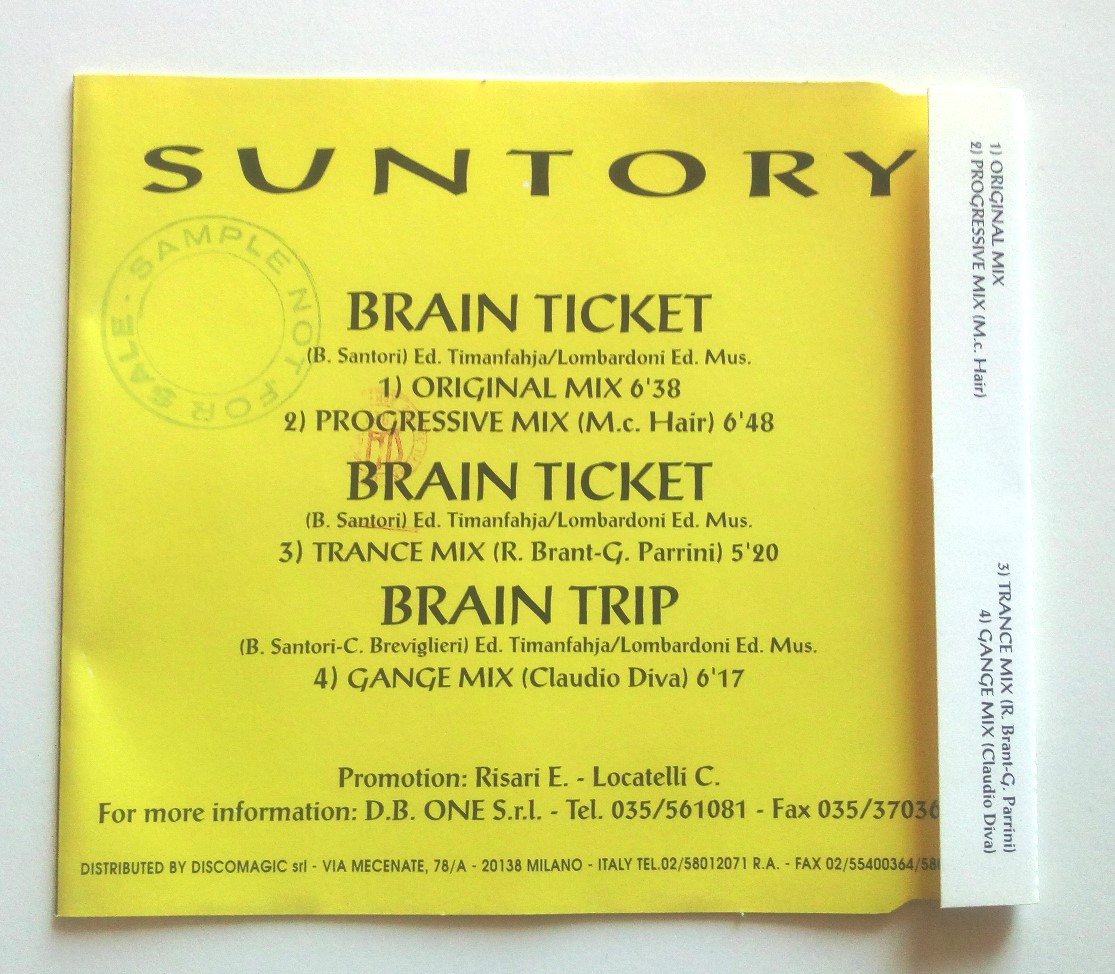 SUNTORY
SAMPLE NOT FOR SALE
BRAIN TICKET
(B. Santori) Ed. Timanfahja/Lombardoni Ed. Mus.
1) ORIGINAL MIX 6'38
2) PROGRESSIVE MIX (M.c. Hair) 6'48
BRAIN TICKET
(B. Santori) Ed. Timanfahja/Lombardoni Ed. Mus.
3) TRANCE MIX (R. Brant-G. Parrini) 5'20
BRAIN TRIP
(B. Santori-C. Breviglieri) Ed. Timanfahja/Lombardoni Ed. Mus.
4) GANGE MIX (Claudio Diva) 6'17
Promotion: Risari E. - Locatelli C.
For more information: D.B. ONE S.r.l. - Tel. 035/561081 - Fax 035/37036
DISTRIBUTED BY DISCOMAGIC srl - VIA MECENATE, 78/A - 20138 MILANO - ITALY TEL.02/58012071 R.A. - FAX 02/55400364/58
1) ORIGINAL MIX
2) PROGRESSIVE MIX (M.c. Hair)
3) TRANCE MIX (R. Brant-G. Parrini)
4) GANGE MIX (Claudio Diva)